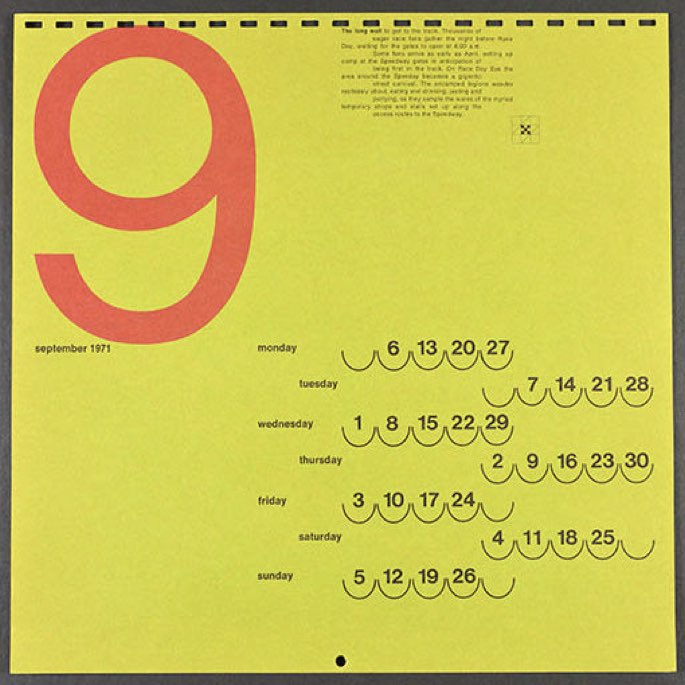 9
The long wait to get to the track. Thousands of
eager race fans gather the night before Race
Day, waiting for the gates to open at
Some fans arrive as early as April, setting up
camp at the Speedway gates in anticipation of
being first in the track. On Race Day Eve the
area around the Speedway becomes a gigantic
street carnival. The
restlessly about, eating and drinking, jesting and
as they sample the wares of the myriad
temporary shops and stalls set up along the
access routes to the Speedway.
september 1971
monday 6 13 20 27
tuesday 7 14 21 28
wednesday 1 8 15 22 29
thursday 2 9 16 23 30
friday 3 10 17 24
saturday 4 11 18 25
sunday 5 12 19 26